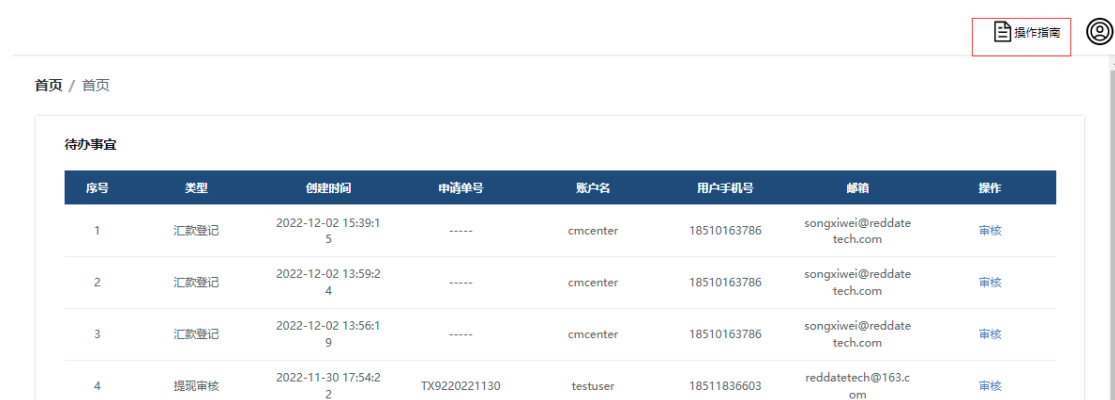 操作指南
首页 / 首页
待办事宜
序号 类型 创建时间 申请单号 账户名 用户手机号 邮箱 操作
1 汇款登记 2022-12-02 15:39:1 ----- cmcenter 18510163786 songxiwei@reddate 审核
5 tech.com
2 汇款登记 2022-12-02 13:59:2 ----- cmcenter 18510163786 songxiwei@reddate 审核
4 tech.com
3 汇款登记 2022-12-02 13:56:1 ----- cmcenter 18510163786 songxiwei@reddate 审核
9 tech.com
4 提现审核 2022-11-30 17:54:2 TX9220221130 testuser 18511836603 reddatetech@163.c 审核
2 om